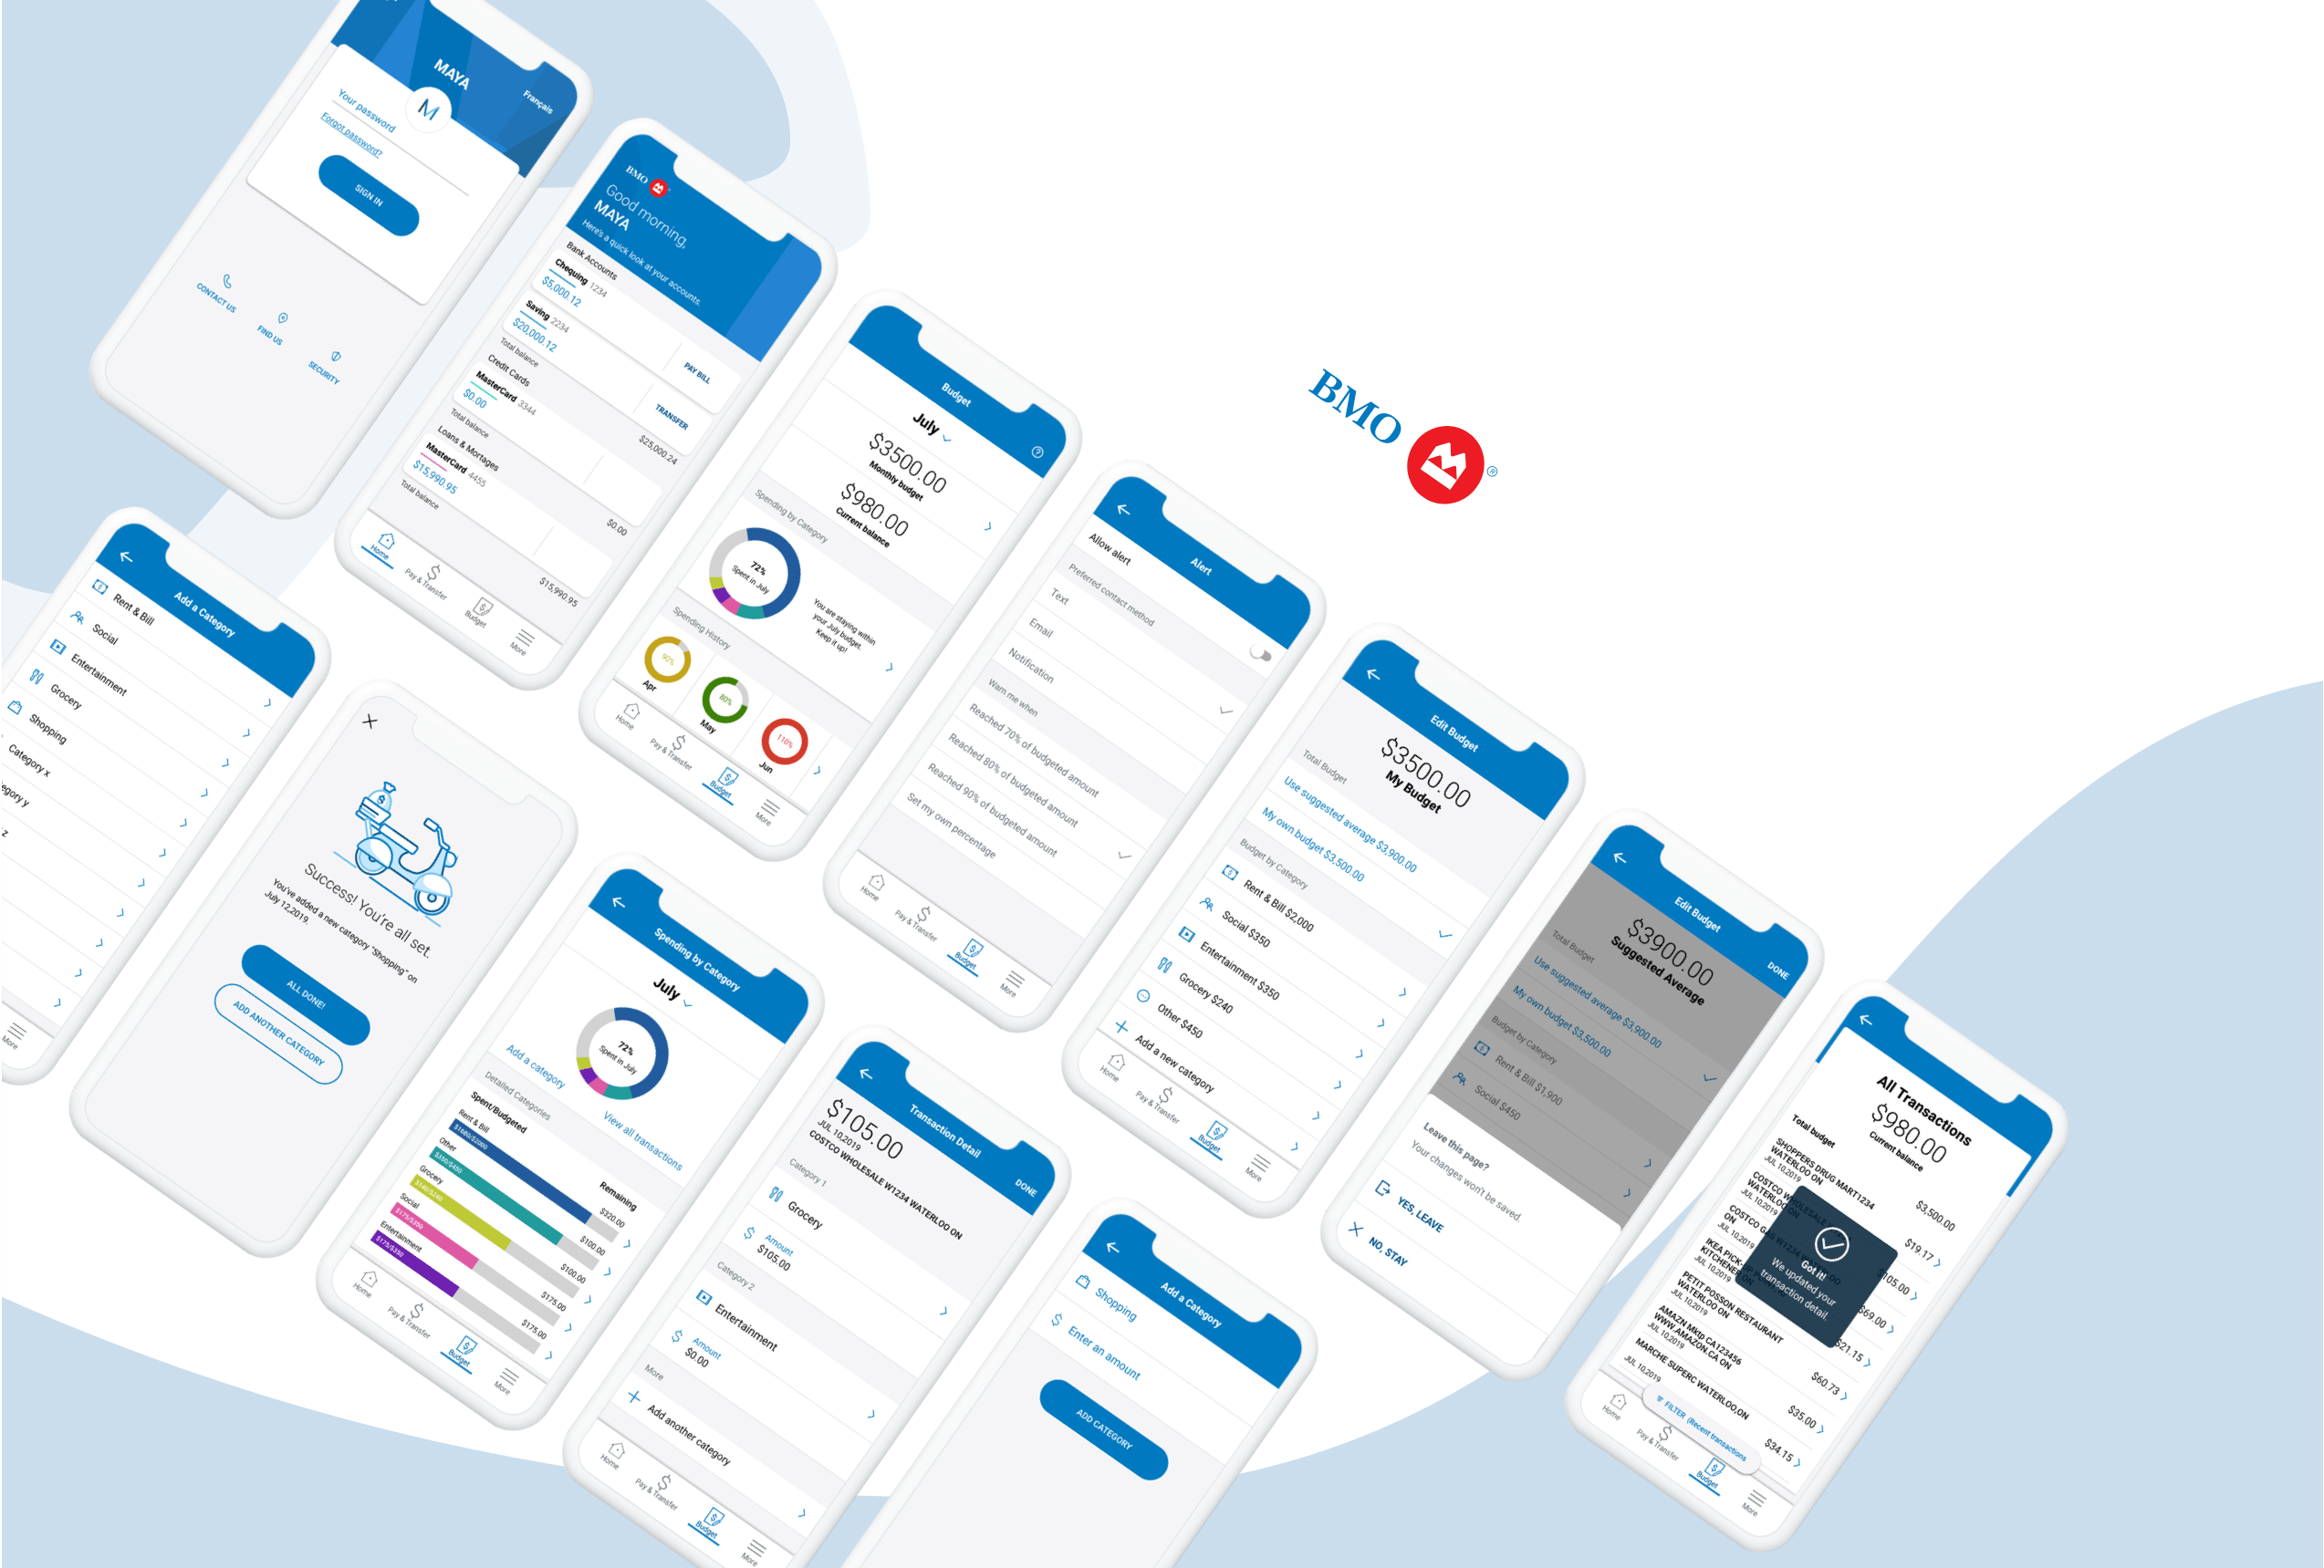 MAYA
Français
M
Your password
Forgot password?
SIGN IN
CONTACT US
FIND US
SECURITY
BMO
Good morning,
MAYA
Here's a quick look at your accounts.
Bank Accounts
Chequing 1234
$5,000.12
PAY BILL
Saving 2234
$20,000.12
TRANSFER
Total balance
$25,000.24
Credit Cards
MasterCard 3344
$0.00
Total balance
$0.00
Loans & Mortages
MasterCard 4455
$15,990.95
Total balance
$15,990.95
Home
Pay & Transfer
Budget
More
Budget
July
$3500.00
Monthly budget
$980.00
Current balance
Spending by Category
72%
Spent in July
You are staying within
your July budget.
Keep it up!
Spending History
90%
Apr
80%
May
110%
Jun
Home
Pay & Transfer
Budget
More
BMO
®
Alert
Allow alert
Preferred contact method
Text
Email
Notification
Warn me when
Reached 70% of budgeted amount
Reached 80% of budgeted amount
Reached 90% of budgeted amount
Set my own percentage
Home
Pay & Transfer
Budget
More
Edit Budget
$3500.00
My Budget
Total Budget
Use suggested average $3,900.00
My own budget $3,500.00
Budget by Category
Rent & Bill $2,000
Social $350
Entertainment $350
Grocery $240
Other $450
Add a new category
Home
Pay & Transfer
Budget
More
Edit Budget
DONE
$3900.00
Suggested Average
Total Budget
Use suggested average $3,900.00
My own budget $3,500.00
Budget by Category
Rent & Bill $1,900
Social $450
Leave this page?
Your changes won't be saved.
YES, LEAVE
NO, STAY
All Transactions
$980.00
Current balance
Total budget
$3,500.00
SHOPPERS DRUG MART1234
WATERLOO ON
JUL 10,2019
$19.17
COSTCO WHOLESALE
WATERLOO ON
JUL 10,2019
$105.00
COSTCO GAS W1234
ON
JUL 10,2019
$69.00
IKEA PICK-
KITCHENER ON
JUL 10,2019
$21.15
PETIT POSSON RESTAURANT
WATERLOO ON
JUL 10,2019
$60.73
AMAZN Mktp CA123456
WWW.AMAZON.CA ON
JUL 10,2019
$35.00
MARCHE SUPERC WATERLOO,ON
JUL 10,2019
$34.15
Got it!
We updated your
transaction detail.
FILTER (Recent transactions
Home
Pay & Transfer
Budget
More
Add a Category
Rent & Bill
Social
Entertainment
Grocery
Shopping
Category x
egory y
z
More
Success! You're all set.
You've added a new category "Shopping" on
July 12,2019.
ALL DONE!
ADD ANOTHER CATEGORY
Spending by Category
July
72%
Spent in July
Add a category
View all transactions
Detailed Categories
Spent/Budgeted
Remaining
Rent & Bill
$1680/$2000
$320.00
Other
$350/$450
$100.00
Grocery
$140/$240
$100.00
Social
$175/$350
$175.00
Entertainment
$175/$350
$175.00
Home
Pay & Transfer
Budget
More
Transaction Detail
DONE
$105.00
JUL 10,2019
COSTCO WHOLESALE W1234 WATERLOO ON
Category 1
Grocery
Amount
$105.00
Category 2
Entertainment
Amount
$0.00
More
Add another category
Home
Pay & Transfer
Budget
More
Add a Category
Shopping
Enter an amount
ADD CATEGORY